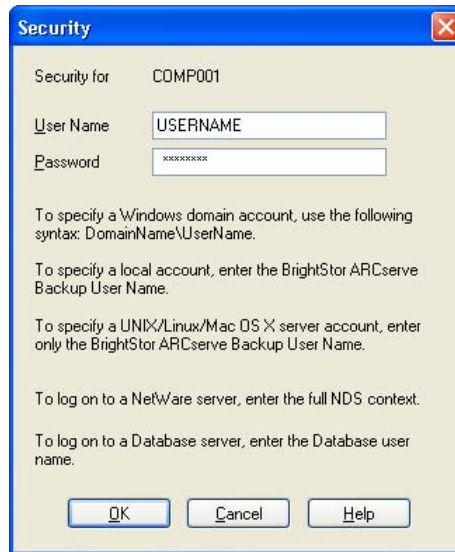 Security
Security for COMP001
User Name USERNAME
Password ********
To specify a Windows domain account, use the following
syntax: DomainName\UserName.
To specify a local account, enter the BrightStor ARCserve
Backup User Name.
To specify a UNIX/Linux/Mac OS X server account, enter
only the BrightStor ARCserve Backup User Name.
To log on to a NetWare server, enter the full NDS context.
To log on to a Database server, enter the Database user
name.
OK Cancel Help